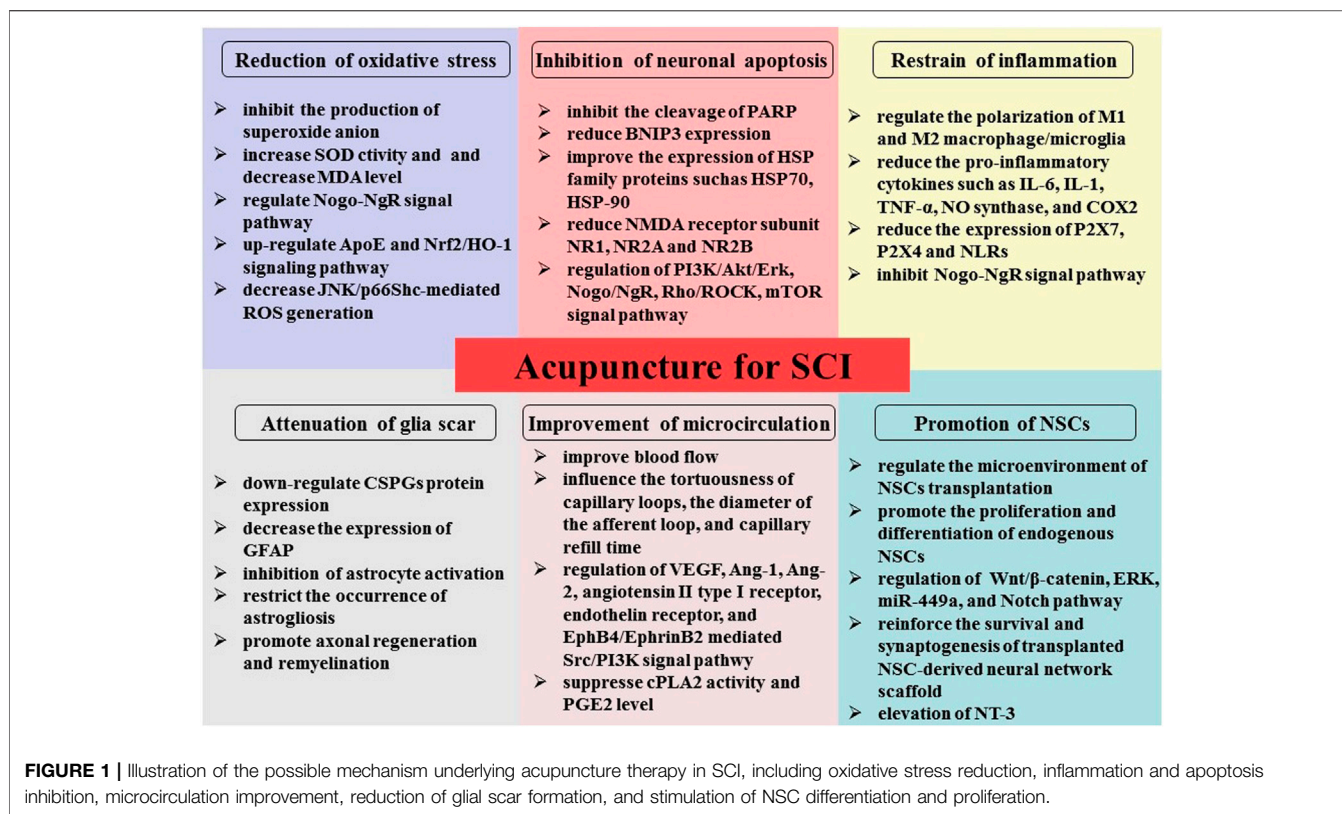 Reduction of oxidative stress
➢ inhibit the production of
superoxide anion
➢ increase SOD ctivity and and
decrease MDA level
➢ regulate Nogo-NgR signal
pathway
➢ up-regulate ApoE and Nrf2/HO-1
signaling pathway
➢ decrease JNK/p66Shc-mediated
ROS generation
Inhibition of neuronal apoptosis
➢ inhibit the cleavage of PARP
➢ reduce BNIP3 expression
➢ improve the expression of HSP
family proteins suchas HSP70,
HSP-90
➢ reduce NMDA receptor subunit
NR1, NR2A and NR2B
➢ regulation of PI3K/Akt/Erk,
Nogo/NgR, Rho/ROCK, mTOR
signal pathway
Restrain of inflammation
➢ regulate the polarization of M1
and M2 macrophage/microglia
➢ reduce the pro-inflammatory
cytokines such as IL-6, IL-1,
TNF-α, NO synthase, and COX2
➢ reduce the expression of P2X7,
P2X4 and NLRs
➢ inhibit Nogo-NgR signal pathway
Acupuncture for SCI
Attenuation of glia scar
➢ down-regulate CSPGs protein
expression
➢ decrease the expression of
GFAP
➢ inhibition of astrocyte activation
➢ restrict the occurrence of
astrogliosis
➢ promote axonal regeneration
and remyelination
Improvement of microcirculation
➢ improve blood flow
➢ influence the tortuousness of
capillary loops, the diameter of
the afferent loop, and capillary
refill time
➢ regulation of VEGF, Ang-1, Ang-
2, angiotensin II type I receptor,
endothelin receptor, and
EphB4/EphrinB2 mediated
Src/PI3K signal pathwy
➢ suppresse cPLA2 activity and
PGE2 level
Promotion of NSCs
➢ regulate the microenvironment of
NSCs transplantation
➢ promote the proliferation and
differentiation of endogenous
NSCs
➢ regulation of Wnt/β-catenin, ERK,
miR-449a, and Notch pathway
➢ reinforce the survival and
synaptogenesis of transplanted
NSC-derived neural network
scaffold
➢ elevation of NT-3
FIGURE 1 | Illustration of the possible mechanism underlying acupuncture therapy in SCI, including oxidative stress reduction, inflammation and apoptosis
inhibition, microcirculation improvement, reduction of glial scar formation, and stimulation of NSC differentiation and proliferation.